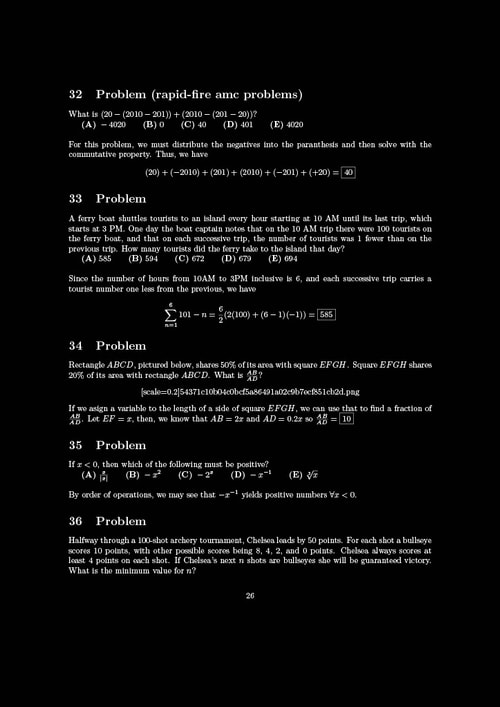 32 Problem (rapid-fire amc problems)
What is (20 − (2010 − 201)) + (2010 − (201 − 20))?
(A) − 4020 (B) 0 (C) 40 (D) 401 (E) 4020
For this problem, we must distribute the negatives into the paranthesis and then solve with the
commutative property. Thus, we have
(20) + (−2010) + (201) + (2010) + (−201) + (+20) = 40
33 Problem
A ferry boat shuttles tourists to an island every hour starting at 10 AM until its last trip, which
starts at 3 PM. One day the boat captain notes that on the 10 AM trip there were 100 tourists on
the ferry boat, and that on each successive trip, the number of tourists was 1 fewer than on the
previous trip. How many tourists did the ferry take to the island that day?
(A) 585 (B) 594 (C) 672 (D) 679 (E) 694
Since the number of hours from 10AM to 3PM inclusive is 6, and each successive trip carries a
tourist number one less from the previous, we have
∑_{n=1}^{6} 101 − n = 6/2 (2(100) + (6 − 1)(−1)) = 585
34 Problem
Rectangle ABCD, pictured below, shares 50% of its area with square EFGH. Square EFGH shares
20% of its area with rectangle ABCD. What is AB/AD?
[scale=0.2]54371c10b04c0bcf5a86491a02c9b7ecf851cb2d.png
If we asign a variable to the length of a side of square EFGH, we can use that to find a fraction of
AB/AD. Let EF = x, then, we know that AB = 2x and AD = 0.2x so AB/AD = 10
35 Problem
If x < 0, then which of the following must be positive?
(A) x/|x| (B) − x² (C) − 2ˣ (D) − x⁻¹ (E) ∛x
By order of operations, we may see that −x⁻¹ yields positive numbers ∀x < 0.
36 Problem
Halfway through a 100-shot archery tournament, Chelsea leads by 50 points. For each shot a bullseye
scores 10 points, with other possible scores being 8, 4, 2, and 0 points. Chelsea always scores at
least 4 points on each shot. If Chelsea's next n shots are bullseyes she will be guaranteed victory.
What is the minimum value for n?
26